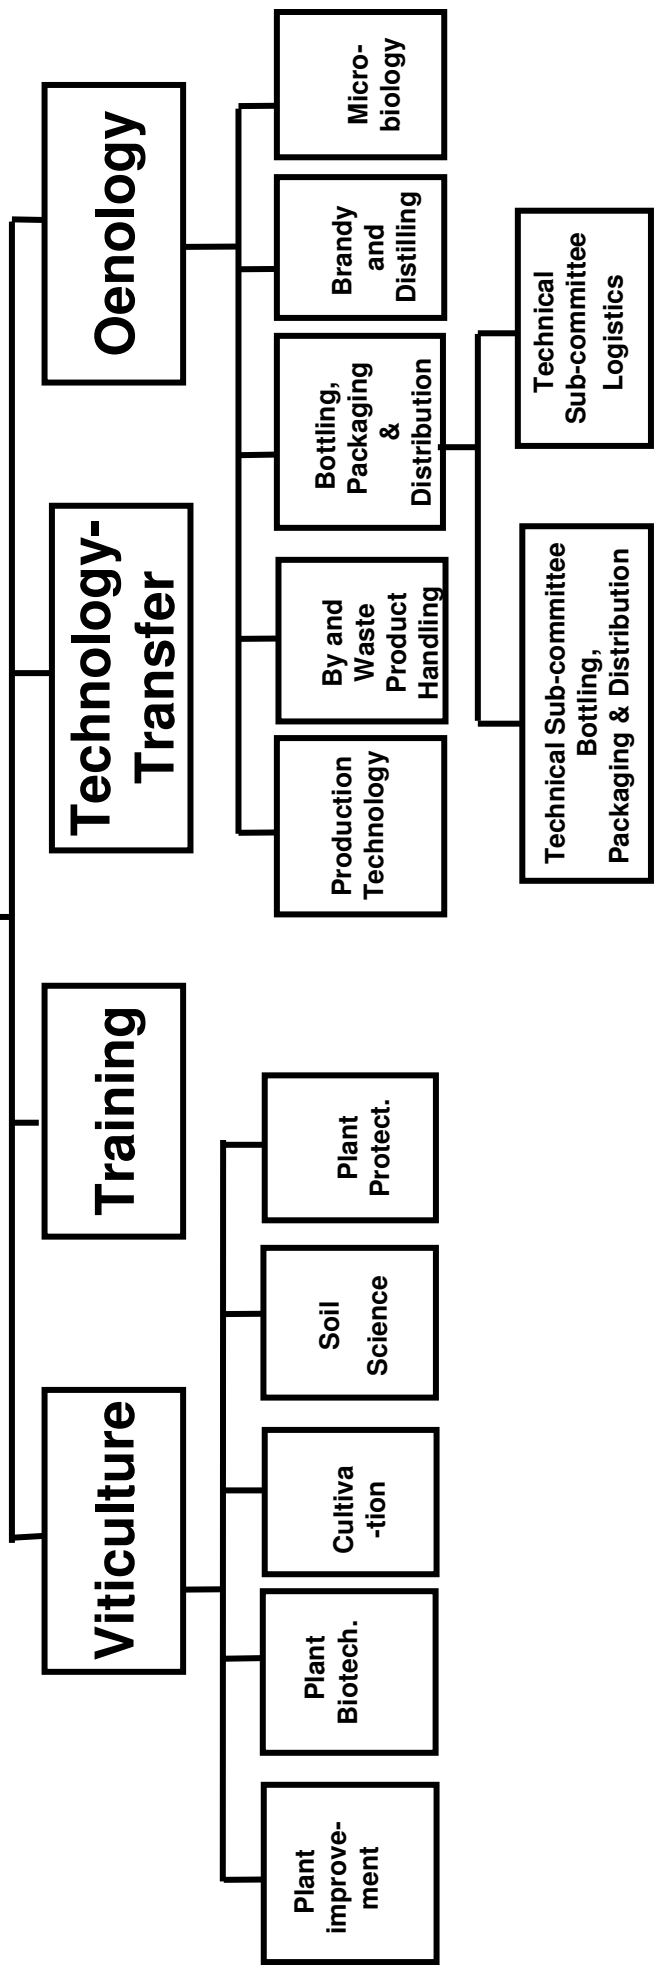 Viticulture
Training
Technology-
Transfer
Oenology
Plant
improve-
ment
Plant
Biotech.
Cultiva
-tion
Soil
Science
Plant
Protect.
Production
Technology
By and
Waste
Product
Handling
Bottling,
Packaging
&
Distribution
Brandy
and
Distilling
Micro-
biology
Technical Sub-committee
Bottling,
Packaging & Distribution
Technical
Sub-committee
Logistics